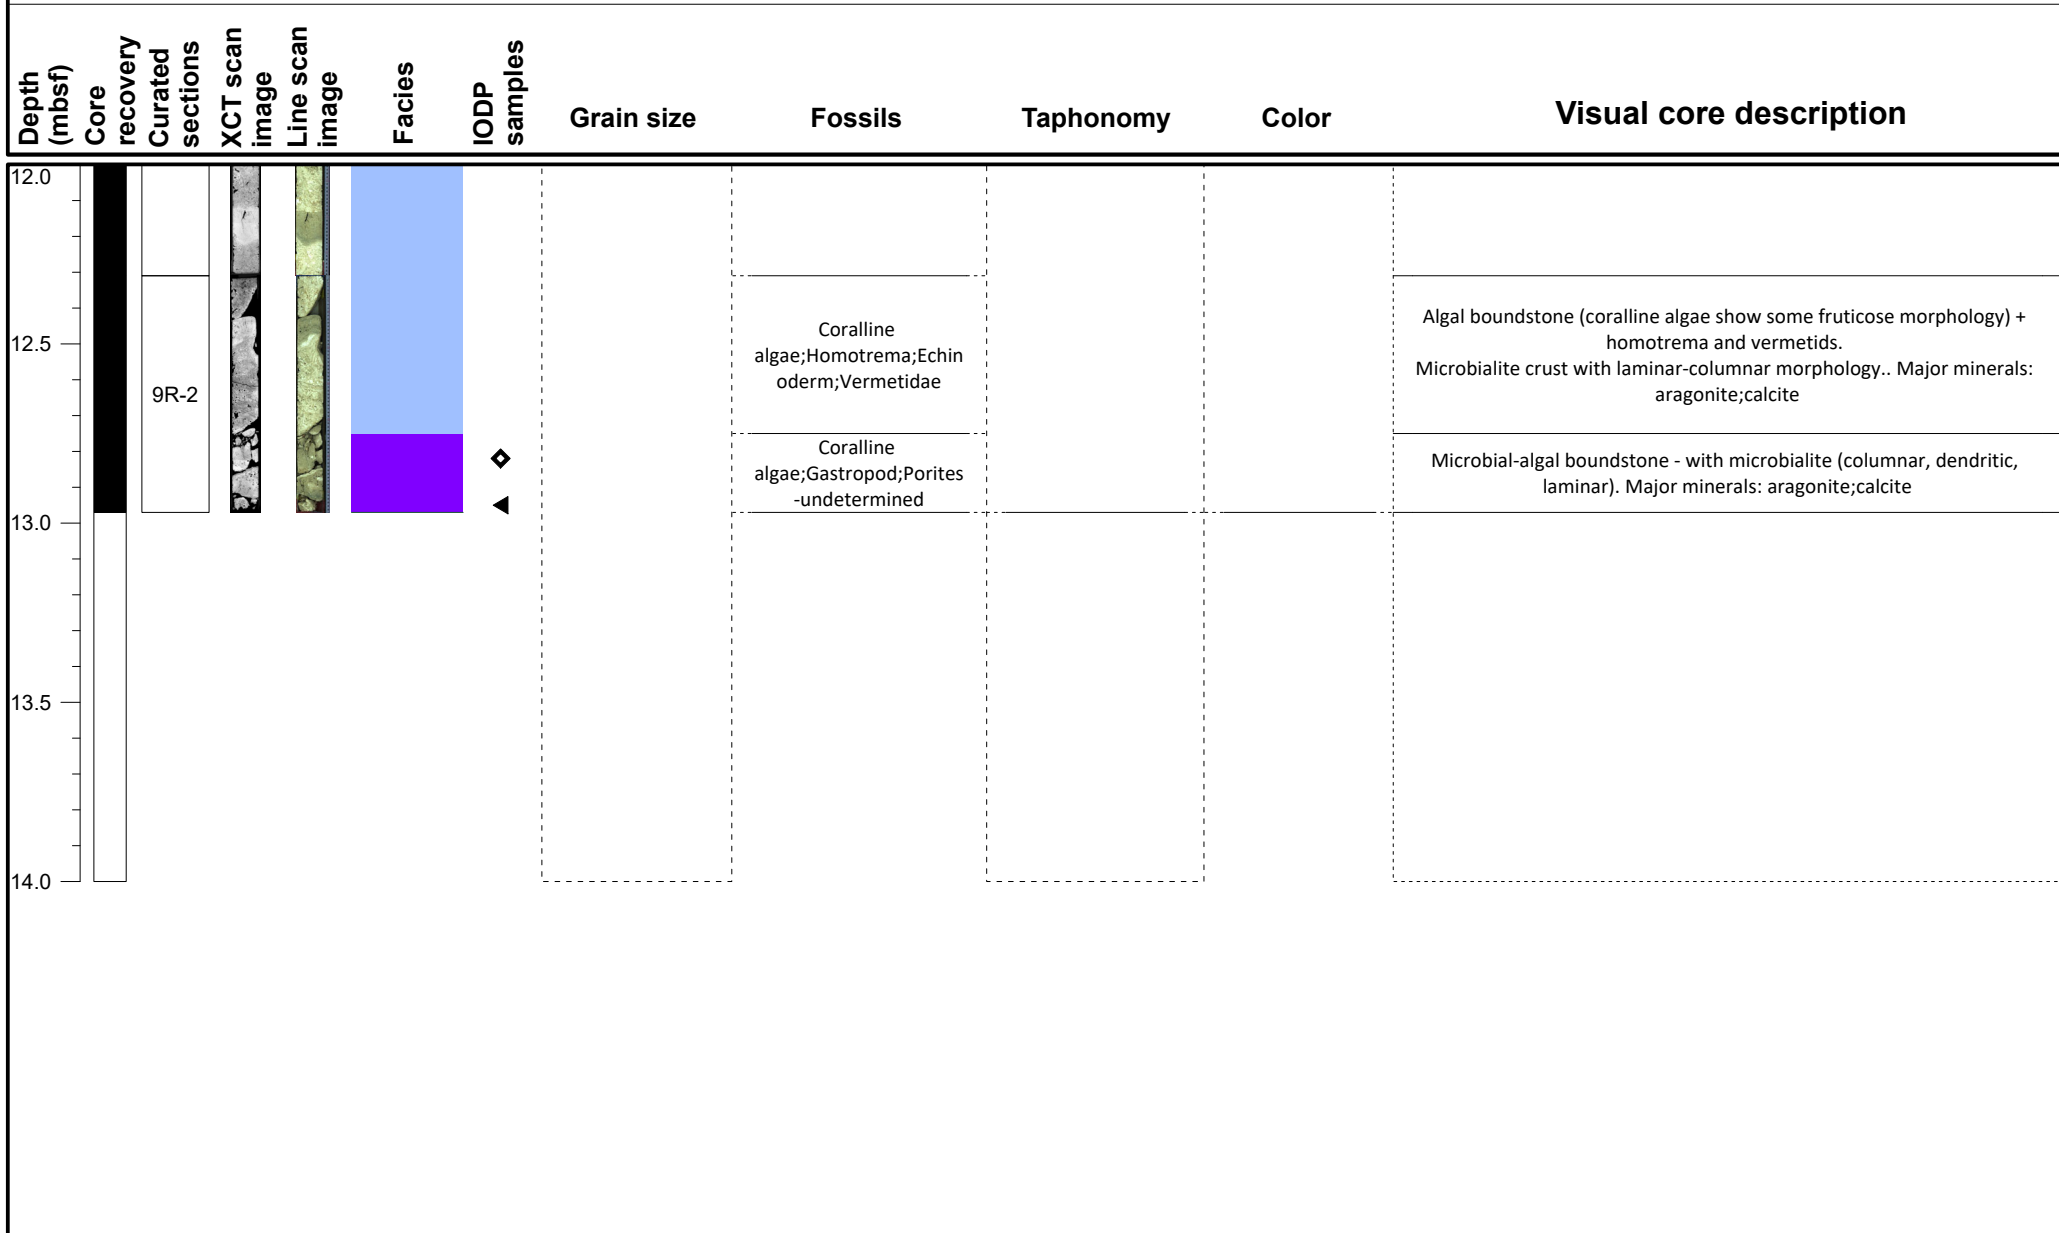 Depth
(mbsf)
Core
recovery
Curated
sections
XCT scan
image
Line scan
image
Facies
IODP
samples
Grain size
Fossils
Taphonomy
Color
Visual core description
12.0
12.5
13.0
13.5
14.0
9R-2
Coralline
algae;Homotrema;Echin
oderm;Vermetidae
Algal boundstone (coralline algae show some fruticose morphology) +
homotrema and vermetids.
Microbialite crust with laminar-columnar morphology.. Major minerals:
aragonite;calcite
Coralline
algae;Gastropod;Porites
-undetermined
Microbial-algal boundstone - with microbialite (columnar, dendritic,
laminar). Major minerals: aragonite;calcite